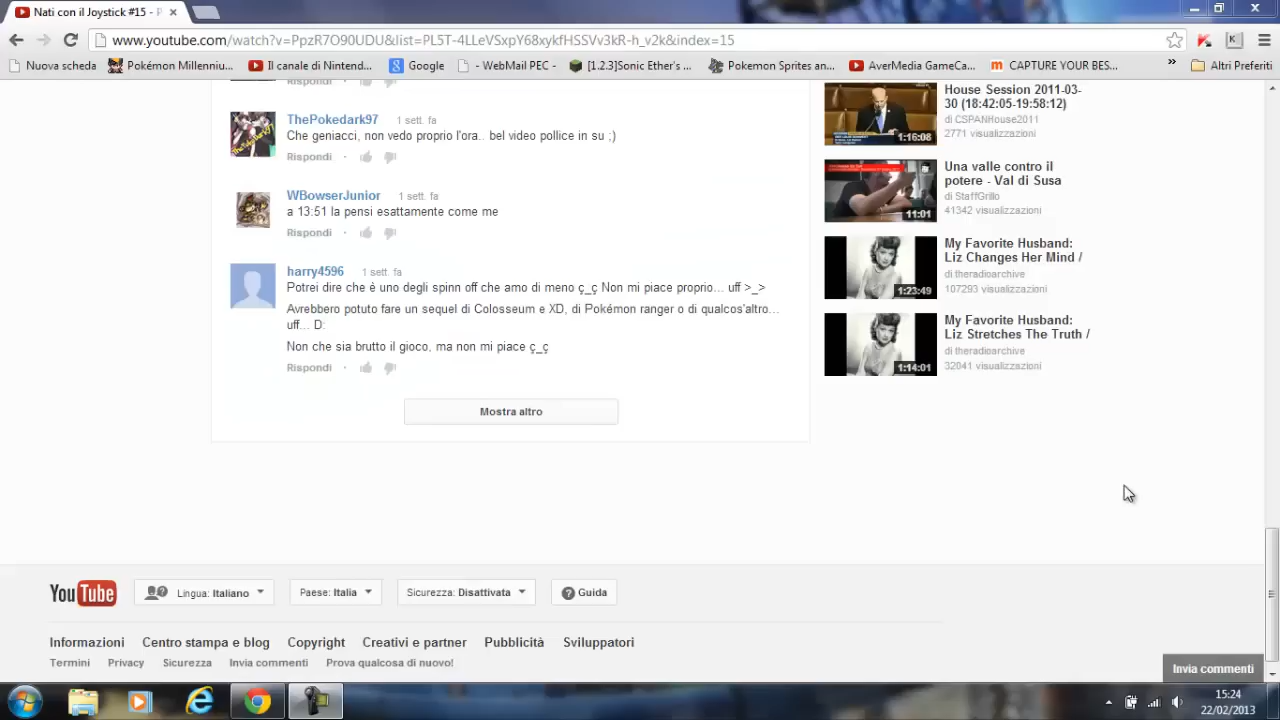 Nati con il Joystick #15 - P
www.youtube.com/watch?v=PpzR7O90UDU&list=PL5T-4LLeVSxpY68xykfHSSVv3kR-h_v2k&index=15
Nuova scheda
Pokémon Millenniu...
Il canale di Nintend...
Google
- WebMail PEC - ...
[1.2.3]Sonic Ether's ...
Pokemon Sprites an...
AverMedia GameCa...
CAPTURE YOUR BES...
»
Altri Preferiti
Rispondi ·
ThePokedark97 1 sett. fa
Che geniacci, non vedo proprio l'ora.. bel video pollice in su ;)
Rispondi ·
WBowserJunior 1 sett. fa
a 13:51 la pensi esattamente come me
Rispondi ·
harry4596 1 sett. fa
Potrei dire che è uno degli spinn off che amo di meno ç_ç Non mi piace proprio... uff >_>
Avrebbero potuto fare un sequel di Colosseum e XD, di Pokémon ranger o di qualcos'altro...
uff... D:
Non che sia brutto il gioco, ma non mi piace ç_ç
Rispondi ·
Mostra altro
House Session 2011-03-
30 (18:42:05-19:58:12)
di CSPANHouse2011
2771 visualizzazioni
1:16:08
Una valle contro il
potere - Val di Susa
di StaffGrillo
41342 visualizzazioni
11:01
My Favorite Husband:
Liz Changes Her Mind /
di theradioarchive
107293 visualizzazioni
1:23:49
My Favorite Husband:
Liz Stretches The Truth /
di theradioarchive
32041 visualizzazioni
1:14:01
YouTube
Lingua: Italiano
Paese: Italia
Sicurezza: Disattivata
Guida
Informazioni Centro stampa e blog Copyright Creativi e partner Pubblicità Sviluppatori
Termini Privacy Sicurezza Invia commenti Prova qualcosa di nuovo!
Invia commenti
15:24
22/02/2013